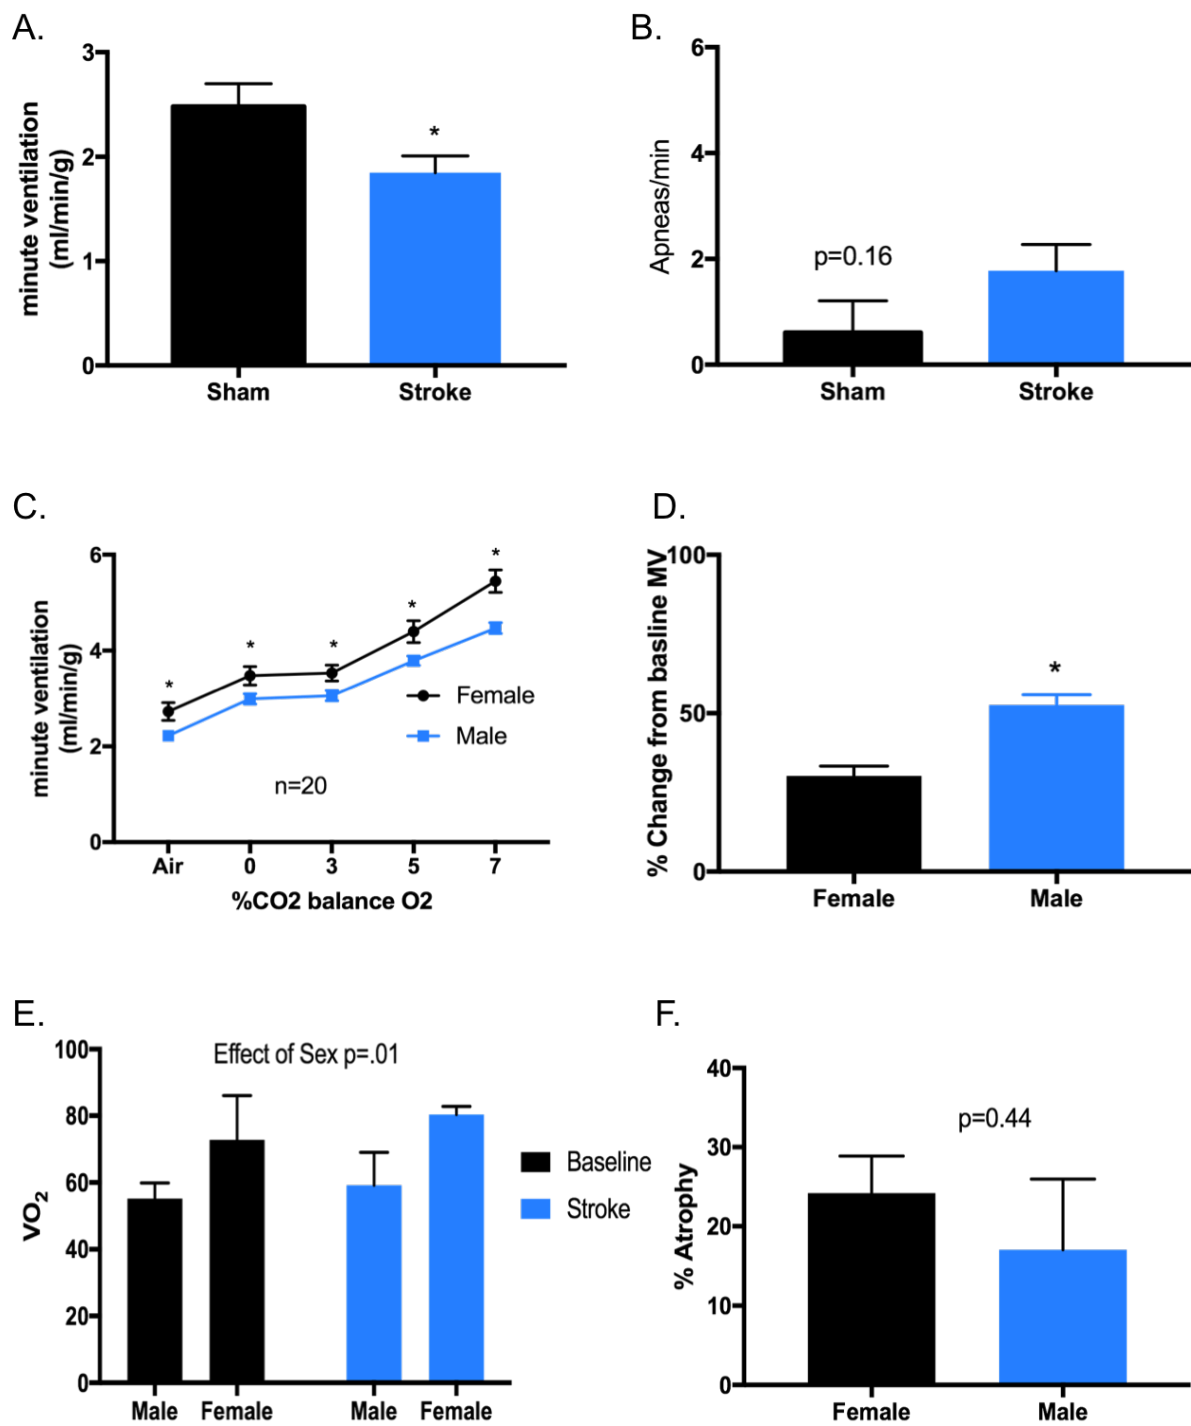 A.
minute ventilation
(ml/min/g)
3
2
1
0
*
Sham
Stroke
B.
Apneas/min
6
4
2
0
p=0.16
Sham
Stroke
C.
minute ventilation
(ml/min/g)
6
4
2
0
*
*
*
*
*
Female
Male
n=20
Air
0
3
5
7
%CO2 balance O2
D.
% Change from basline MV
100
50
0
*
Female
Male
E.
VO2
100
80
60
40
20
0
Effect of Sex p=.01
Baseline
Stroke
Male
Female
Male
Female
F.
% Atrophy
40
30
20
10
0
p=0.44
Female
Male